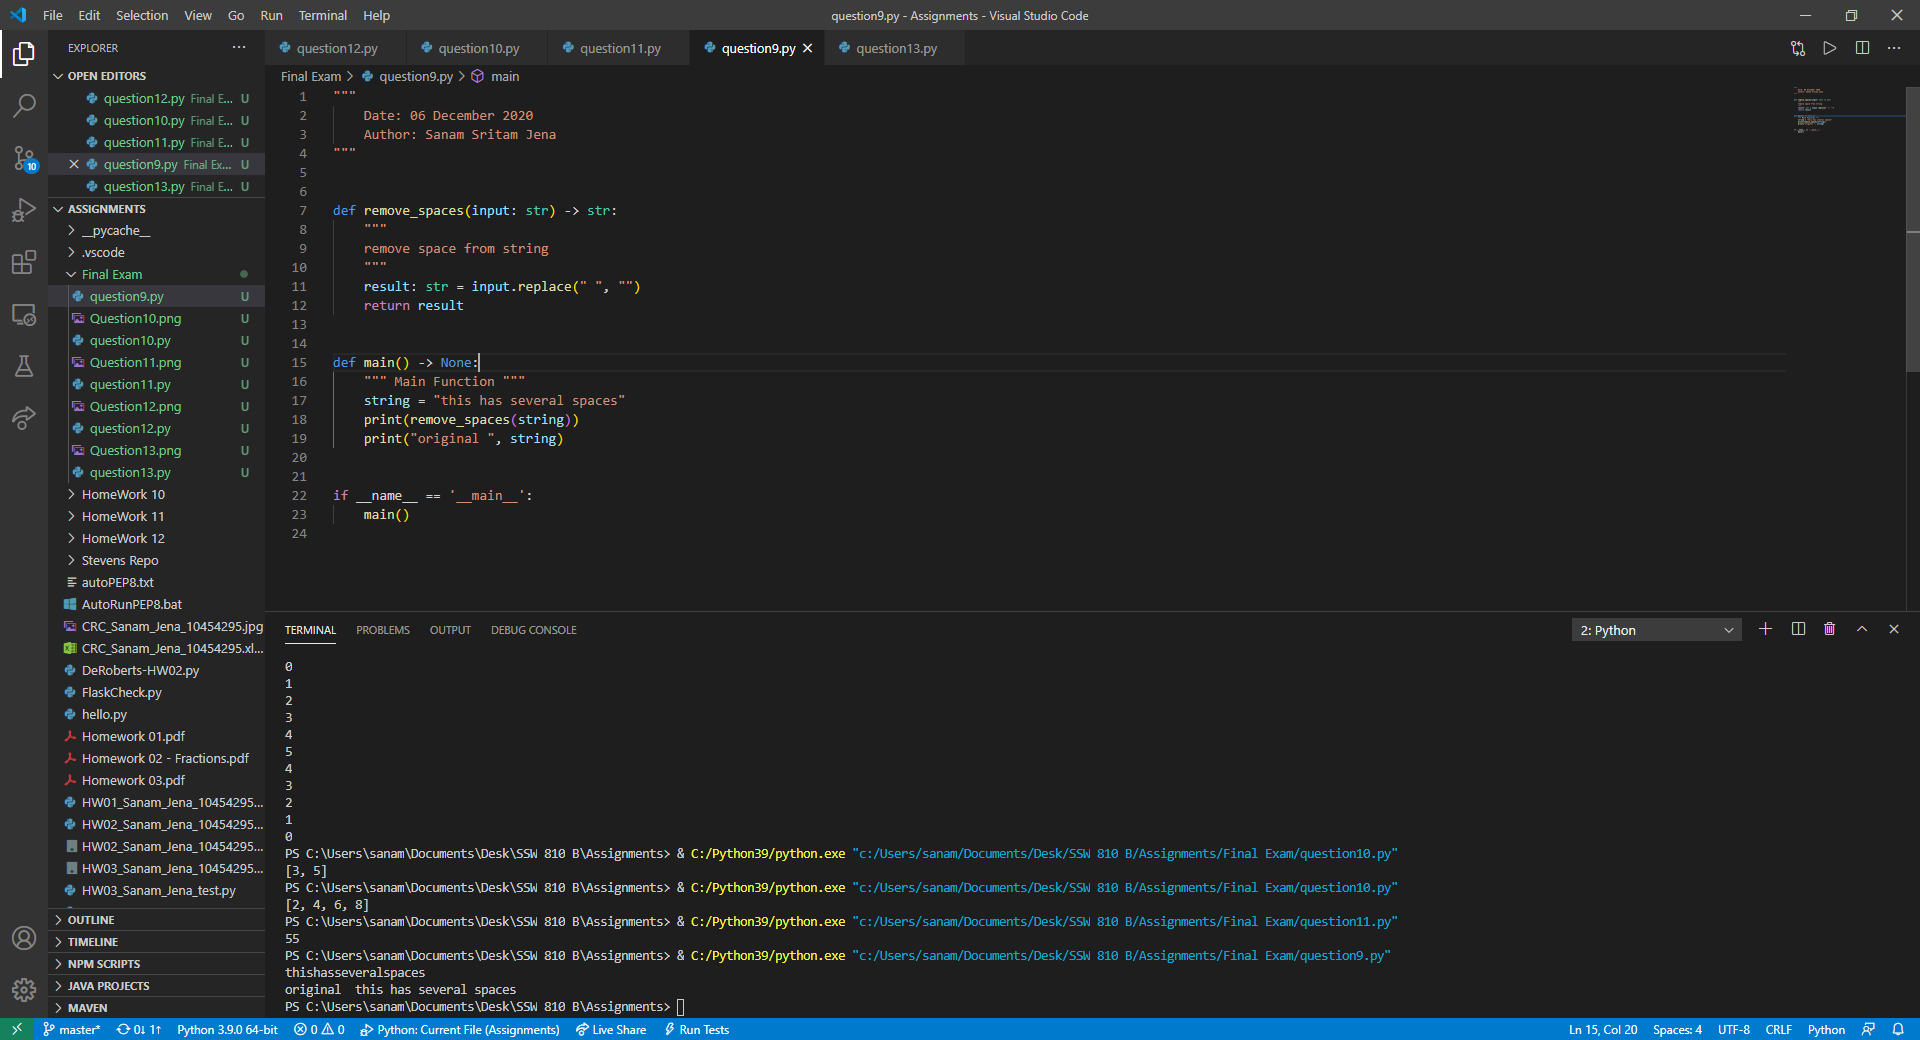 File Edit Selection View Go Run Terminal Help
question9.py - Assignments - Visual Studio Code
EXPLORER
OPEN EDITORS
question12.py Final E... U
question10.py Final E... U
question11.py Final E... U
question9.py Final Ex... U
question13.py Final E... U
ASSIGNMENTS
__pycache__
.vscode
Final Exam
question9.py U
Question10.png U
question10.py U
Question11.png U
question11.py U
Question12.png U
question12.py U
Question13.png U
question13.py U
HomeWork 10
HomeWork 11
HomeWork 12
Stevens Repo
autoPEP8.txt
AutoRunPEP8.bat
CRC_Sanam_Jena_10454295.jpg
CRC_Sanam_Jena_10454295.xl...
DeRoberts-HW02.py
FlaskCheck.py
hello.py
Homework 01.pdf
Homework 02 - Fractions.pdf
Homework 03.pdf
HW01_Sanam_Jena_10454295...
HW02_Sanam_Jena_10454295...
HW02_Sanam_Jena_10454295...
HW03_Sanam_Jena_10454295...
HW03_Sanam_Jena_test.py
OUTLINE
TIMELINE
NPM SCRIPTS
JAVA PROJECTS
MAVEN
10
question12.py question10.py question11.py question9.py question13.py
Final Exam > question9.py > main
1 """
2     Date: 06 December 2020
3     Author: Sanam Sritam Jena
4 """
5
6
7 def remove_spaces(input: str) -> str:
8     """
9     remove space from string
10     """
11     result: str = input.replace(" ", "")
12     return result
13
14
15 def main() -> None:
16     """ Main Function """
17     string = "this has several spaces"
18     print(remove_spaces(string))
19     print("original ", string)
20
21
22 if __name__ == '__main__':
23     main()
24
TERMINAL PROBLEMS OUTPUT DEBUG CONSOLE
2: Python
0
1
2
3
4
5
4
3
2
1
0
PS C:\Users\sanam\Documents\Desk\SSW 810 B\Assignments> & C:/Python39/python.exe "c:/Users/sanam/Documents/Desk/SSW 810 B/Assignments/Final Exam/question10.py"
[3, 5]
PS C:\Users\sanam\Documents\Desk\SSW 810 B\Assignments> & C:/Python39/python.exe "c:/Users/sanam/Documents/Desk/SSW 810 B/Assignments/Final Exam/question10.py"
[2, 4, 6, 8]
PS C:\Users\sanam\Documents\Desk\SSW 810 B\Assignments> & C:/Python39/python.exe "c:/Users/sanam/Documents/Desk/SSW 810 B/Assignments/Final Exam/question11.py"
55
PS C:\Users\sanam\Documents\Desk\SSW 810 B\Assignments> & C:/Python39/python.exe "c:/Users/sanam/Documents/Desk/SSW 810 B/Assignments/Final Exam/question9.py"
thishasseveralspaces
original  this has several spaces
PS C:\Users\sanam\Documents\Desk\SSW 810 B\Assignments>
master* 0↓ 1↑ Python 3.9.0 64-bit 0 0 Python: Current File (Assignments) Live Share Run Tests
Ln 15, Col 20 Spaces: 4 UTF-8 CRLF Python